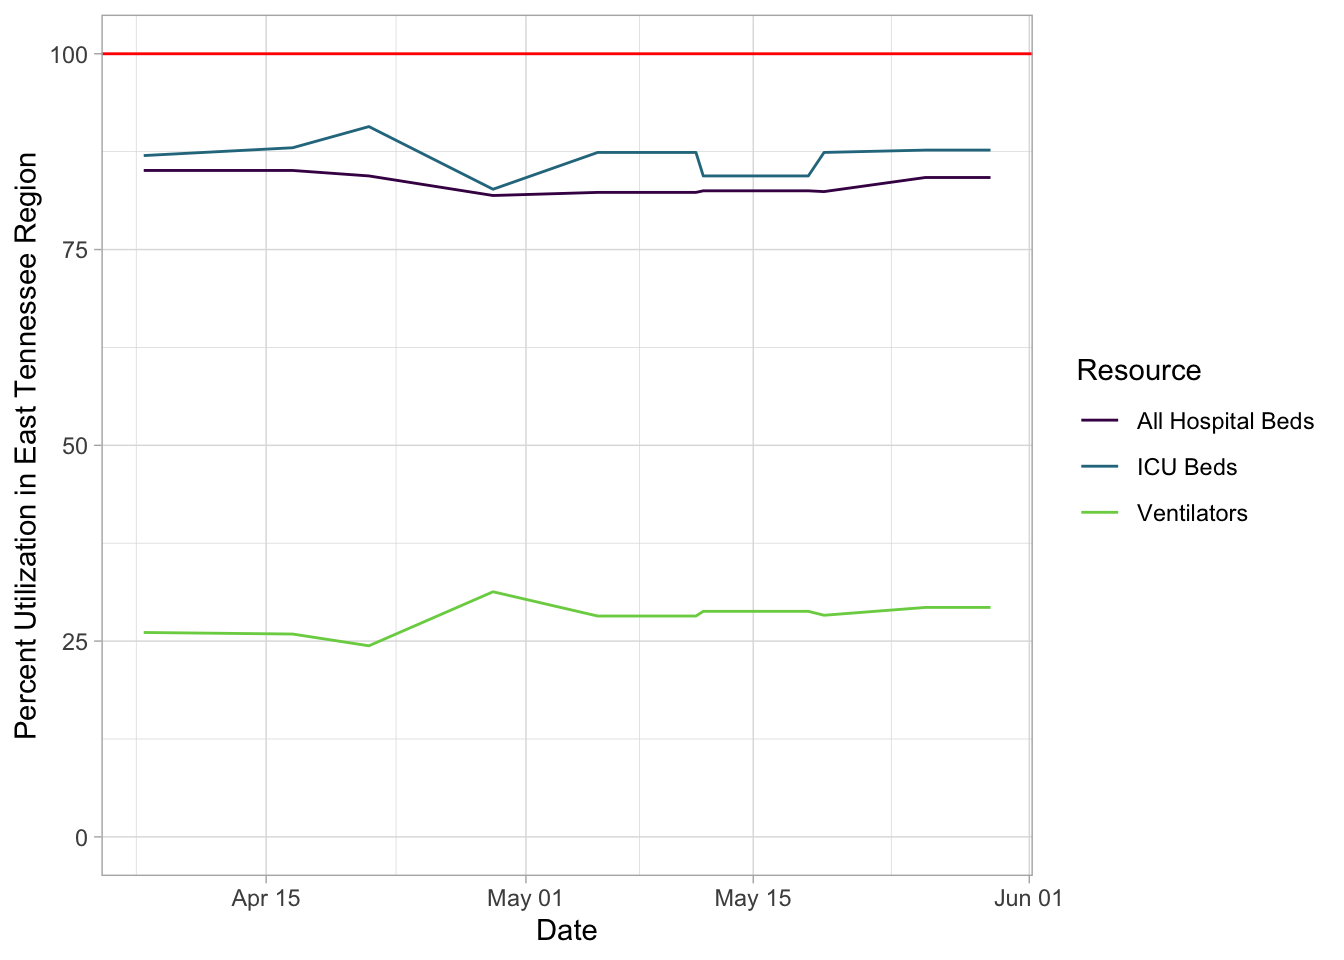 100
75
50
25
0
Percent Utilization in East Tennessee Region
Apr 15
May 01
May 15
Jun 01
Date
Resource
All Hospital Beds
ICU Beds
Ventilators